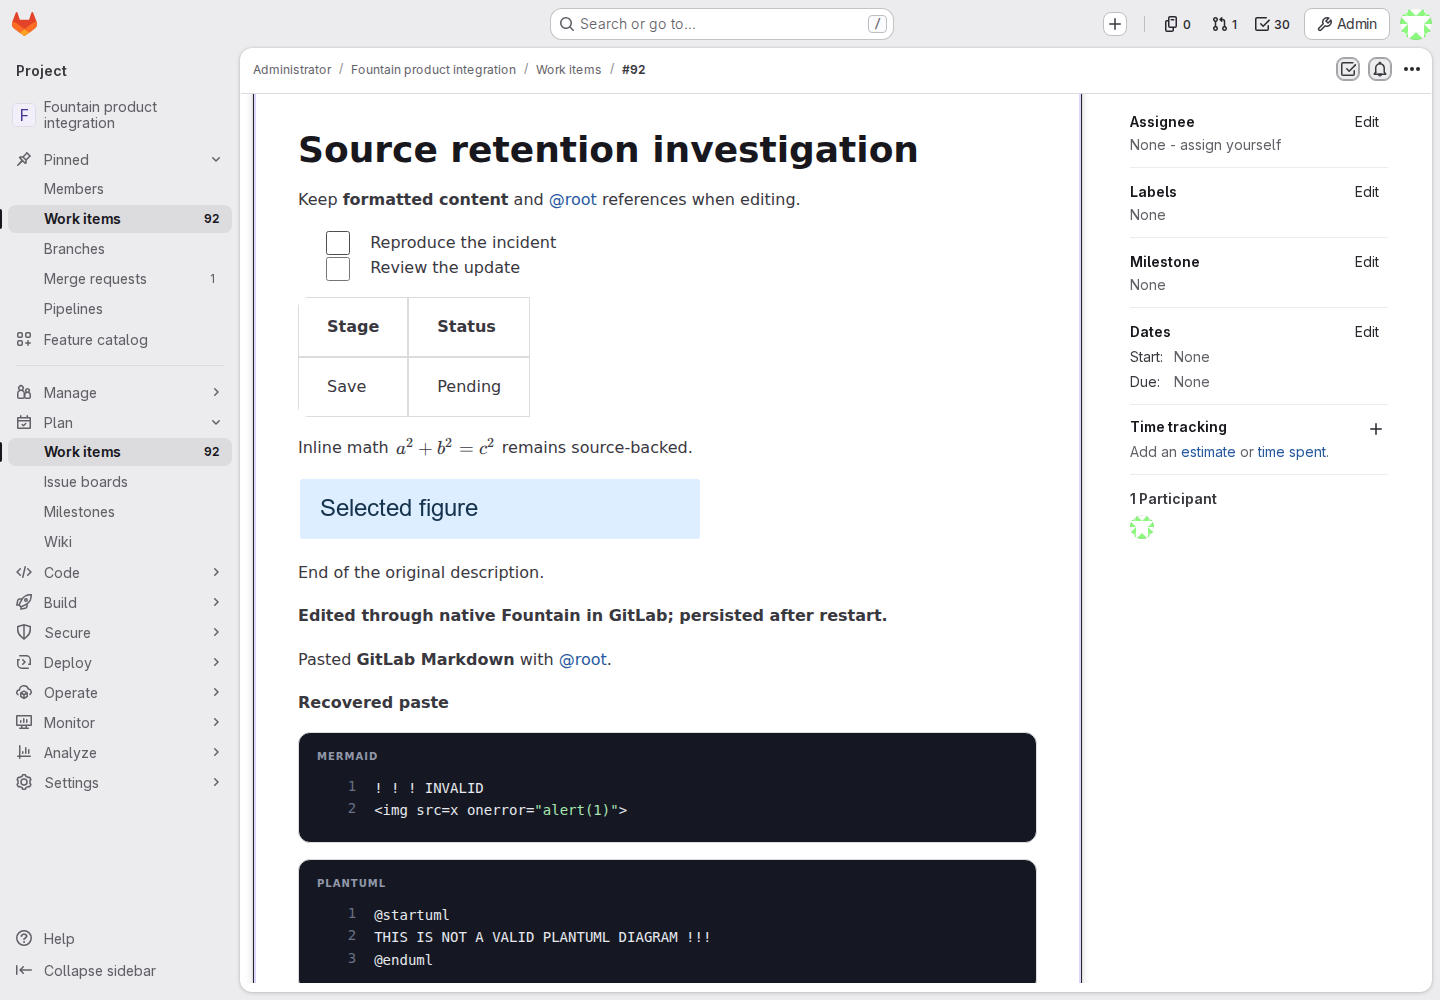 Search or go to...
/
0
1
30
Admin
Project
F
Fountain product
integration
Pinned
Members
Work items
92
Branches
Merge requests
1
Pipelines
Feature catalog
Manage
Plan
Work items
92
Issue boards
Milestones
Wiki
Code
Build
Secure
Deploy
Operate
Monitor
Analyze
Settings
Help
Collapse sidebar
Administrator / Fountain product integration / Work items / #92
Source retention investigation
Keep formatted content and @root references when editing.
Reproduce the incident
Review the update
Stage Status
Save Pending
Inline math a² + b² = c² remains source-backed.
Selected figure
End of the original description.
Edited through native Fountain in GitLab; persisted after restart.
Pasted GitLab Markdown with @root.
Recovered paste
MERMAID
1 ! ! ! INVALID
2 <img src=x onerror="alert(1)">
PLANTUML
1 @startuml
2 THIS IS NOT A VALID PLANTUML DIAGRAM !!!
3 @enduml
Assignee Edit
None - assign yourself
Labels Edit
None
Milestone Edit
None
Dates Edit
Start: None
Due: None
Time tracking
Add an estimate or time spent.
1 Participant